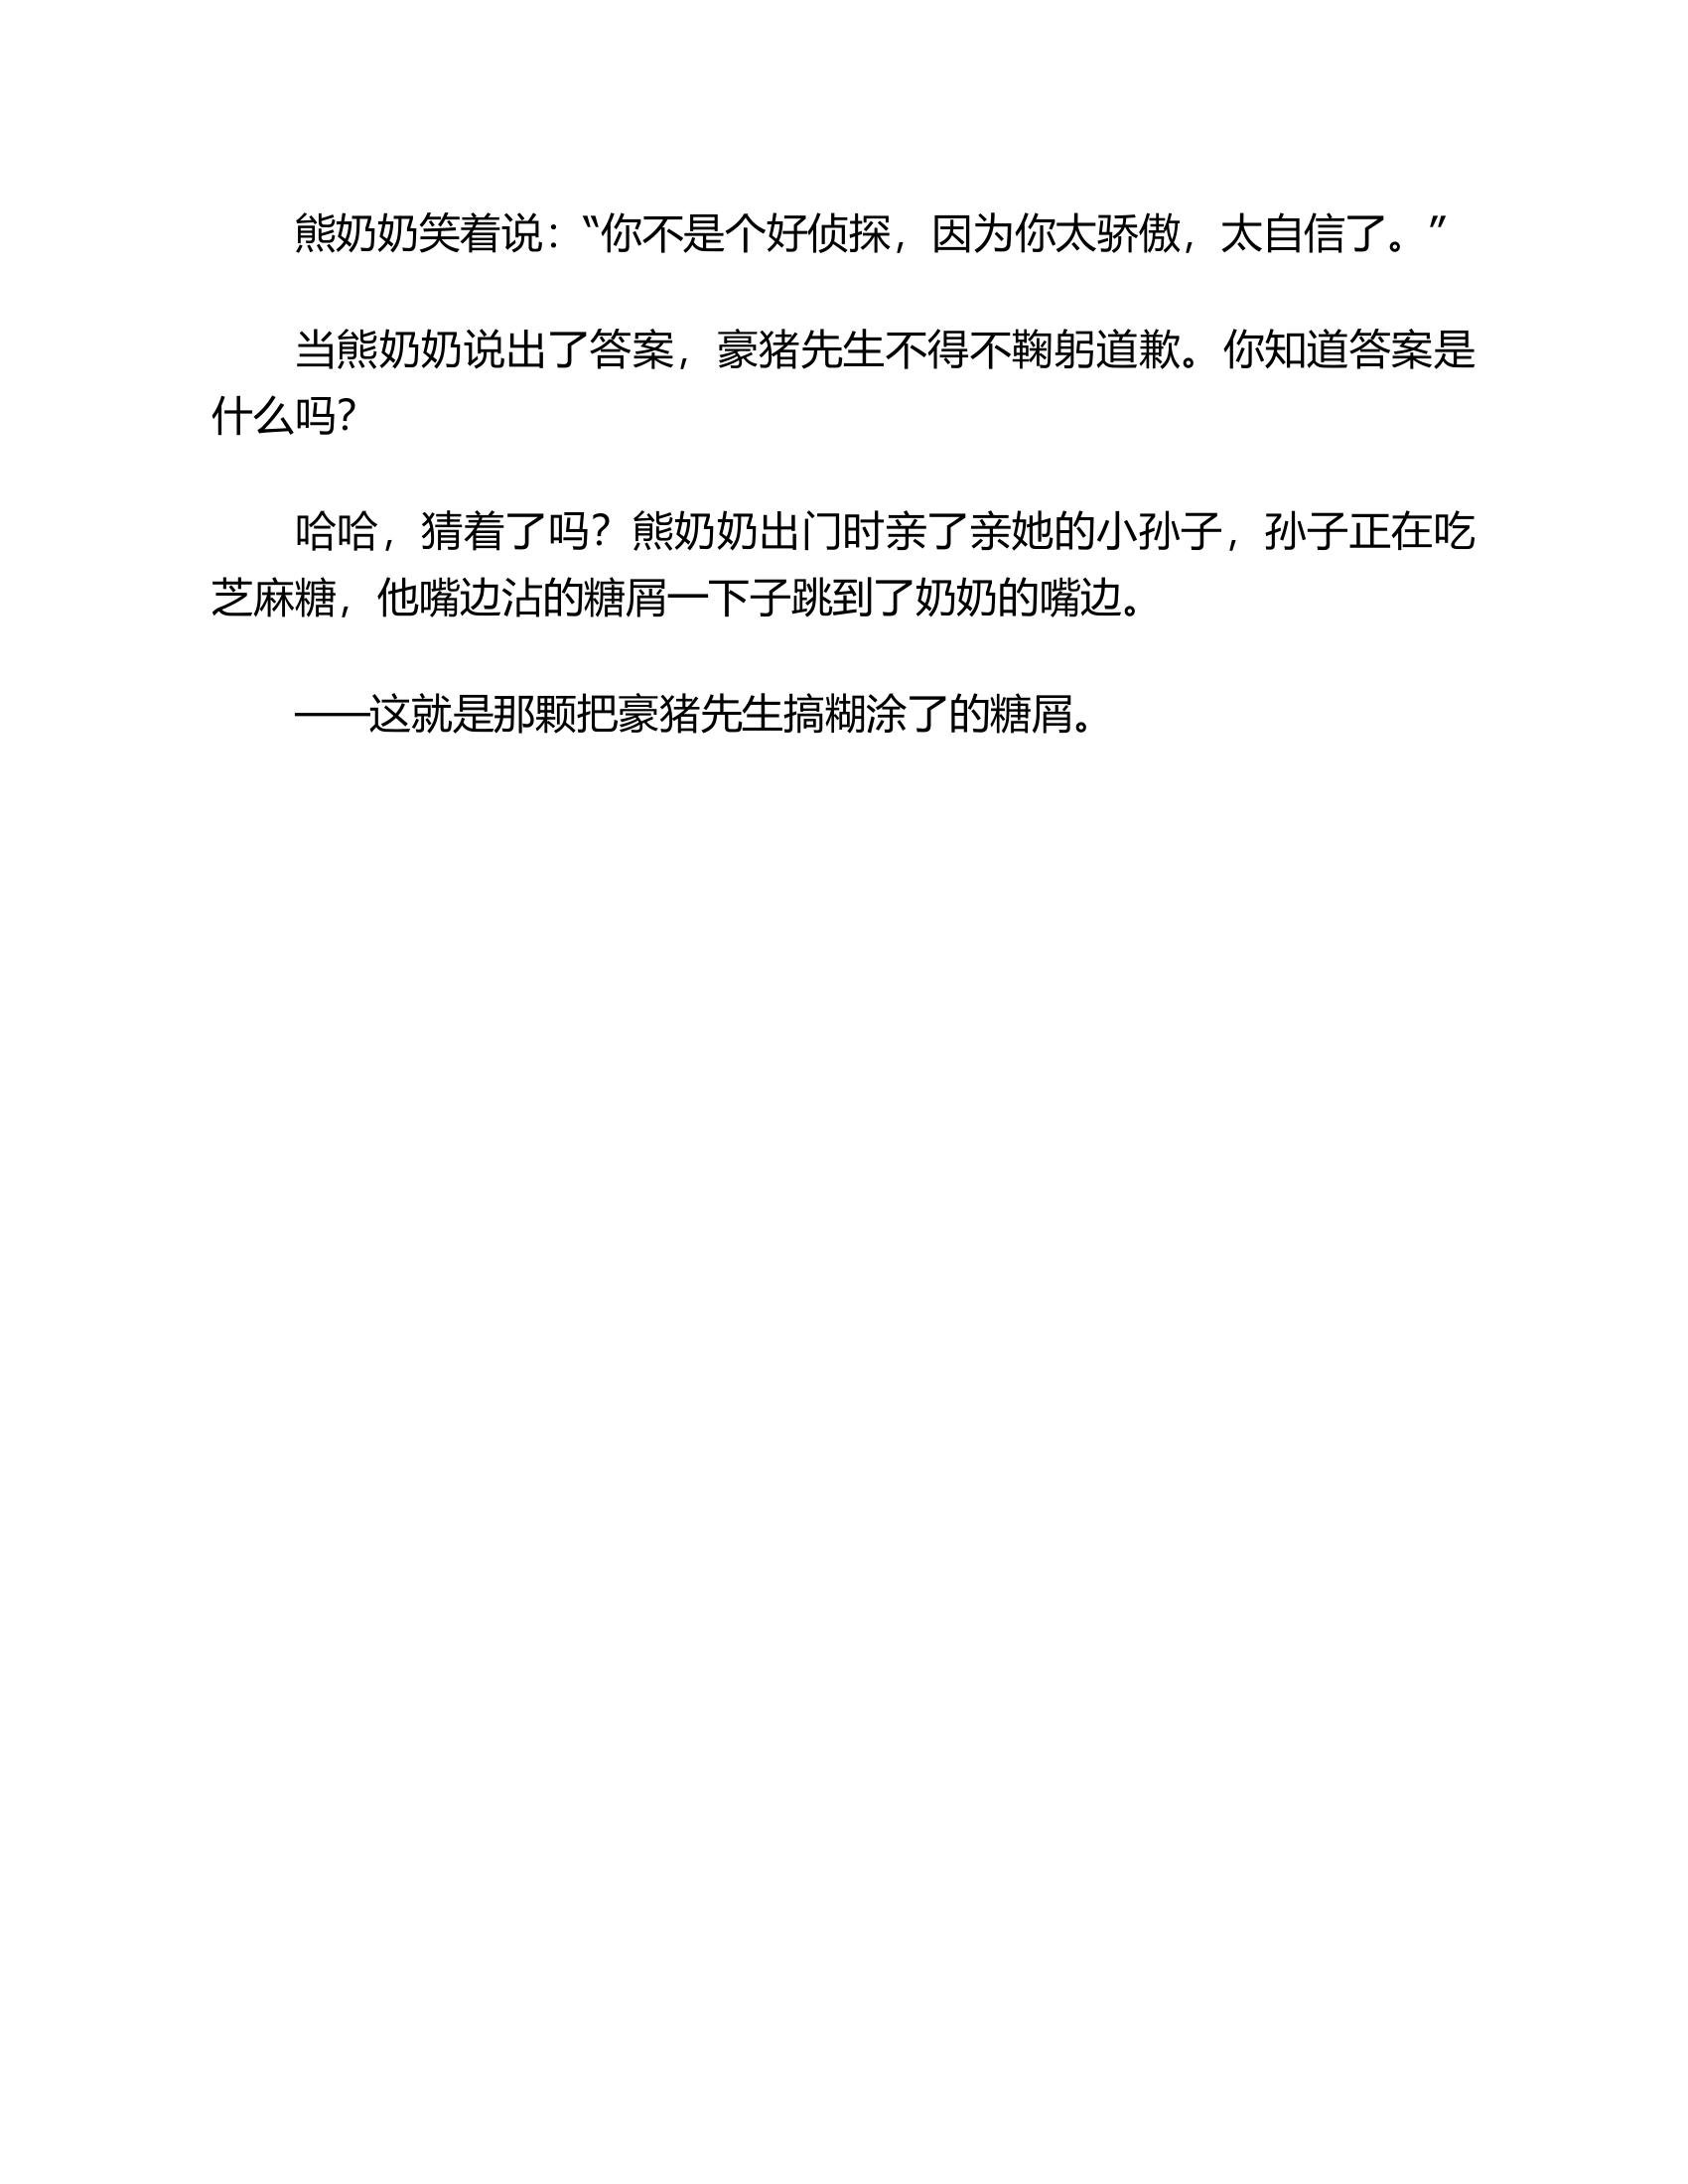 熊奶奶笑着说：“你不是个好侦探，因为你太骄傲，太自信了。”
当熊奶奶说出了答案，豪猪先生不得不鞠躬道歉。你知道答案是
什么吗？
哈哈，猜着了吗？熊奶奶出门时亲了亲她的小孙子，孙子正在吃
芝麻糖，他嘴边沾的糖屑一下子跳到了奶奶的嘴边。
——这就是那颗把豪猪先生搞糊涂了的糖屑。